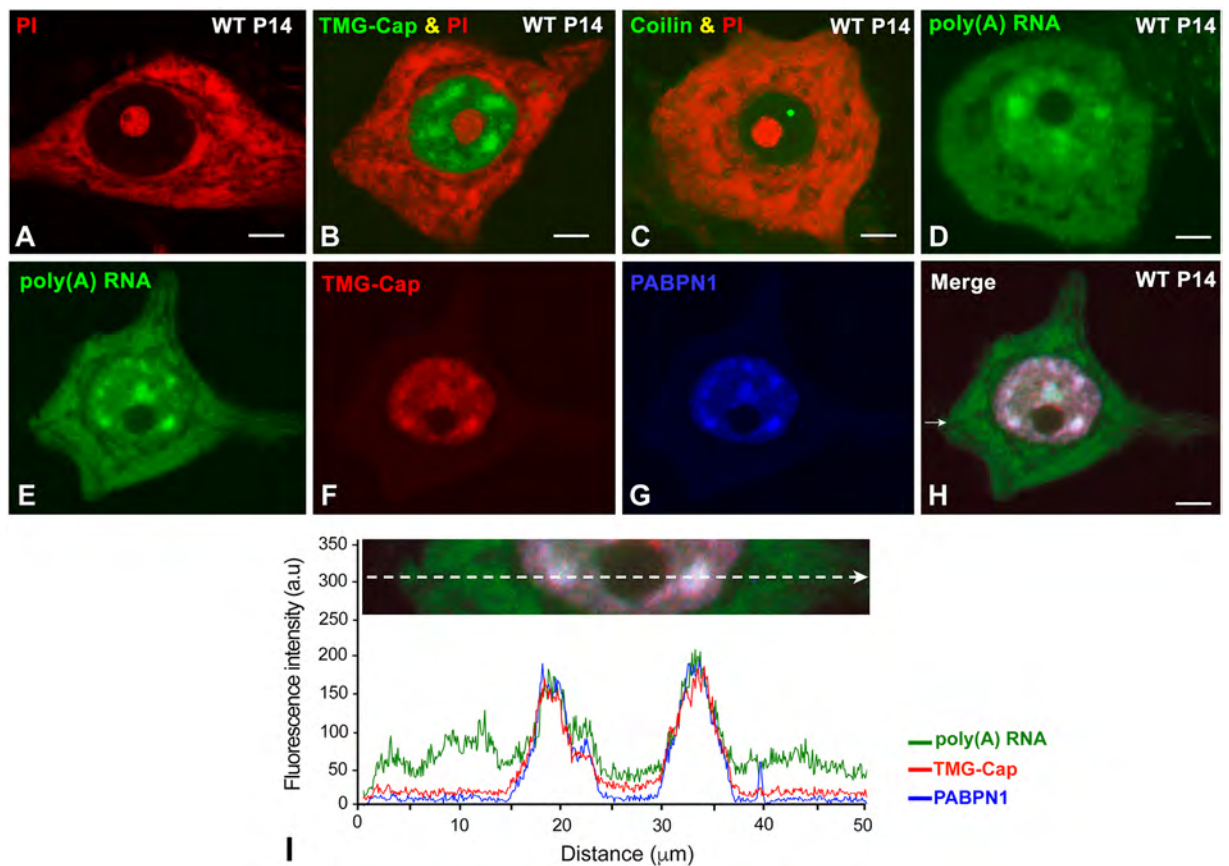 PI WT P14
A
TMG-Cap & PI WT P14
B
Coilin & PI WT P14
C
poly(A) RNA WT P14
D
poly(A) RNA
E
TMG-Cap
F
PABPN1
G
Merge WT P14
H
Fluorescence intensity (a.u)
350
300
250
200
150
100
50
0
0 10 20 30 40 50
Distance (μm)
I
poly(A) RNA
TMG-Cap
PABPN1